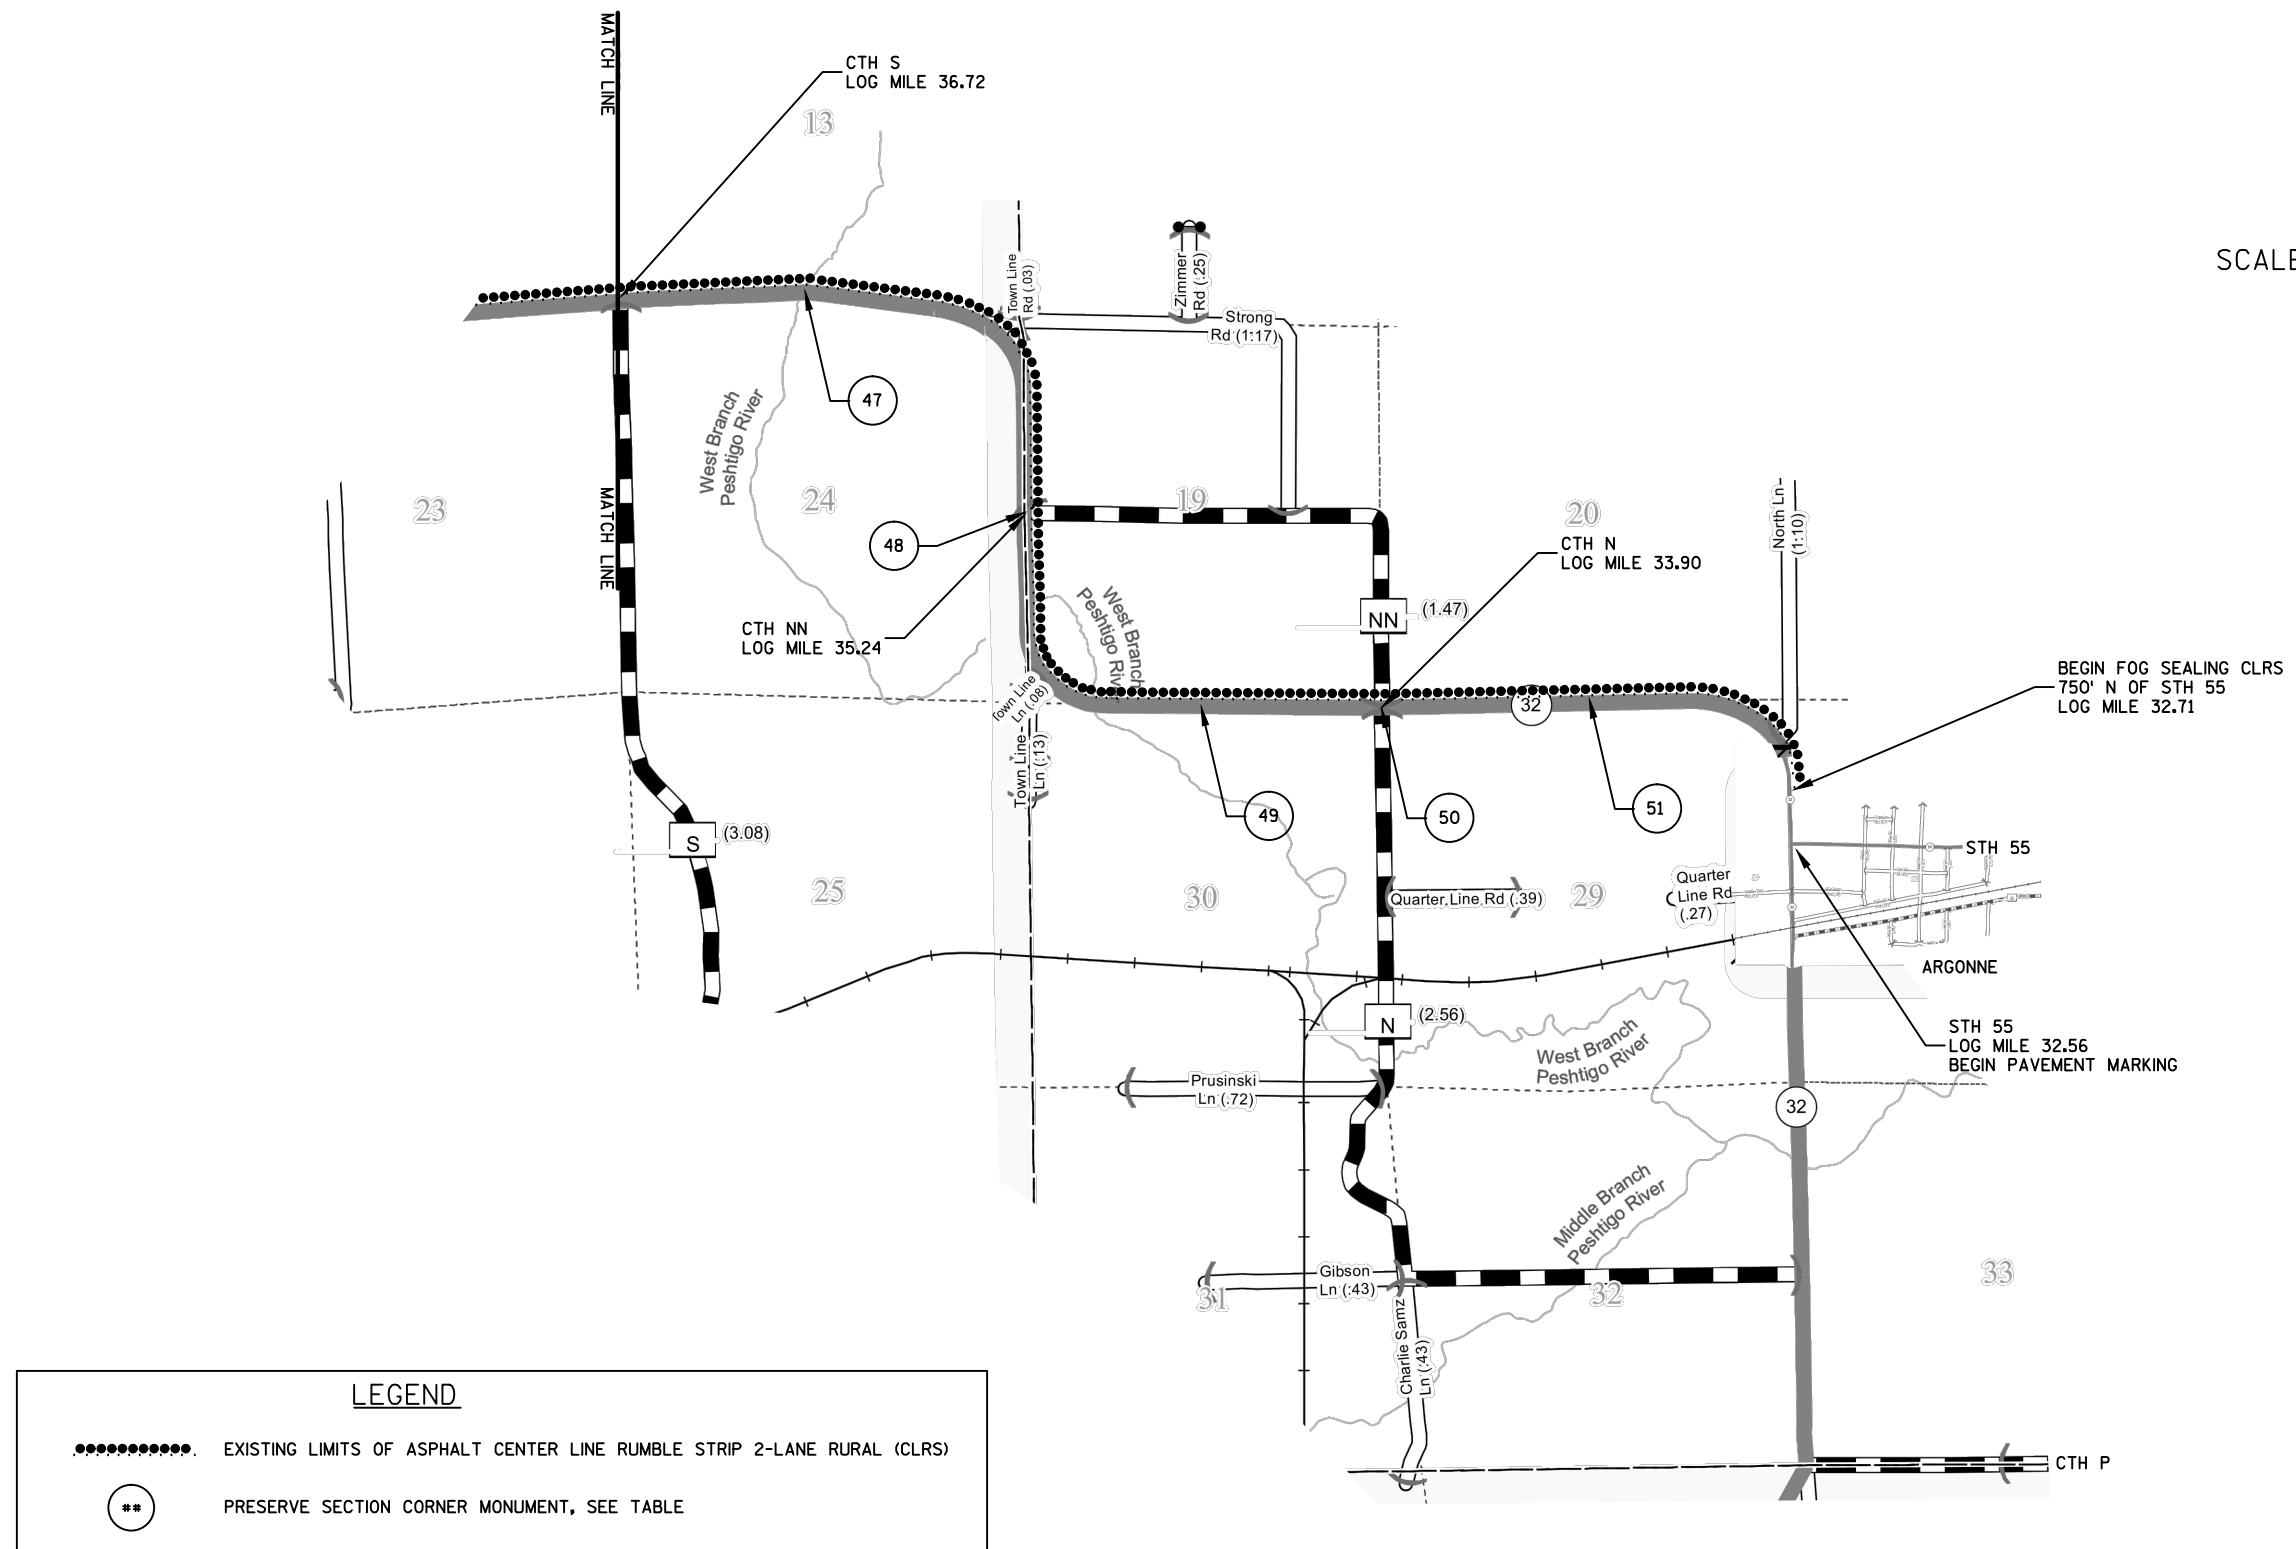 MATCH LINE
CTH S
LOG MILE 36.72
13
SCALE
Town Line
Rd (.03)
Zimmer
Rd (.25)
Strong
Rd (1.17)
47
West Branch
Peshtigo River
23
MATCH LINE
24
19
20
North Ln
(1.10)
48
CTH N
LOG MILE 33.90
CTH NN
LOG MILE 35.24
West Branch
Peshtigo River
NN
(1.47)
BEGIN FOG SEALING CLRS
750' N OF STH 55
LOG MILE 32.71
Town Line
Ln (.08)
32
Town Line
Ln (.13)
49
50
51
S
(3.08)
STH 55
25
30
Quarter Line Rd (.39)
29
Quarter
Line Rd
(.27)
ARGONNE
N
(2.56)
West Branch
Peshtigo River
STH 55
LOG MILE 32.56
BEGIN PAVEMENT MARKING
Prusinski
Ln (.72)
32
Middle Branch
Peshtigo River
Gibson
Ln (.43)
31
32
33
Charlie Samz
Ln (.43)
CTH P
LEGEND
EXISTING LIMITS OF ASPHALT CENTER LINE RUMBLE STRIP 2-LANE RURAL (CLRS)
##
PRESERVE SECTION CORNER MONUMENT, SEE TABLE